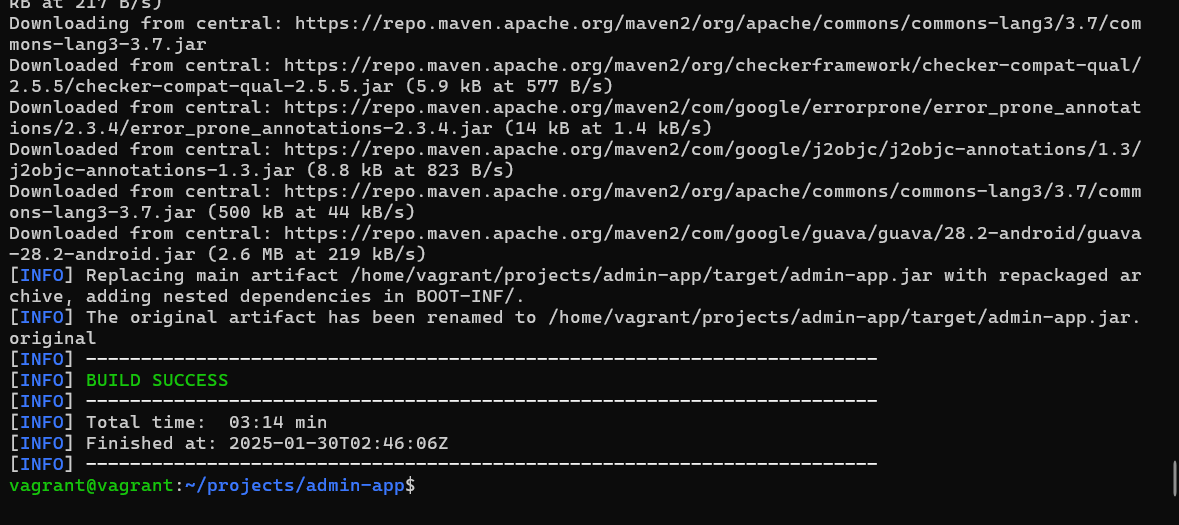 kB at 217 B/s)
Downloading from central: https://repo.maven.apache.org/maven2/org/apache/commons/commons-lang3/3.7/com
mons-lang3-3.7.jar
Downloaded from central: https://repo.maven.apache.org/maven2/org/checkerframework/checker-compat-qual/
2.5.5/checker-compat-qual-2.5.5.jar (5.9 kB at 577 B/s)
Downloaded from central: https://repo.maven.apache.org/maven2/com/google/errorprone/error_prone_annotat
ions/2.3.4/error_prone_annotations-2.3.4.jar (14 kB at 1.4 kB/s)
Downloaded from central: https://repo.maven.apache.org/maven2/com/google/j2objc/j2objc-annotations/1.3/
j2objc-annotations-1.3.jar (8.8 kB at 823 B/s)
Downloaded from central: https://repo.maven.apache.org/maven2/org/apache/commons/commons-lang3/3.7/comm
ons-lang3-3.7.jar (500 kB at 44 kB/s)
Downloaded from central: https://repo.maven.apache.org/maven2/com/google/guava/guava/28.2-android/guava
-28.2-android.jar (2.6 MB at 219 kB/s)
[INFO] Replacing main artifact /home/vagrant/projects/admin-app/target/admin-app.jar with repackaged ar
chive, adding nested dependencies in BOOT-INF/.
[INFO] The original artifact has been renamed to /home/vagrant/projects/admin-app/target/admin-app.jar.
original
[INFO] ------------------------------------------------------------------------
[INFO] BUILD SUCCESS
[INFO] ------------------------------------------------------------------------
[INFO] Total time:  03:14 min
[INFO] Finished at: 2025-01-30T02:46:06Z
[INFO] ------------------------------------------------------------------------
vagrant@vagrant:~/projects/admin-app$